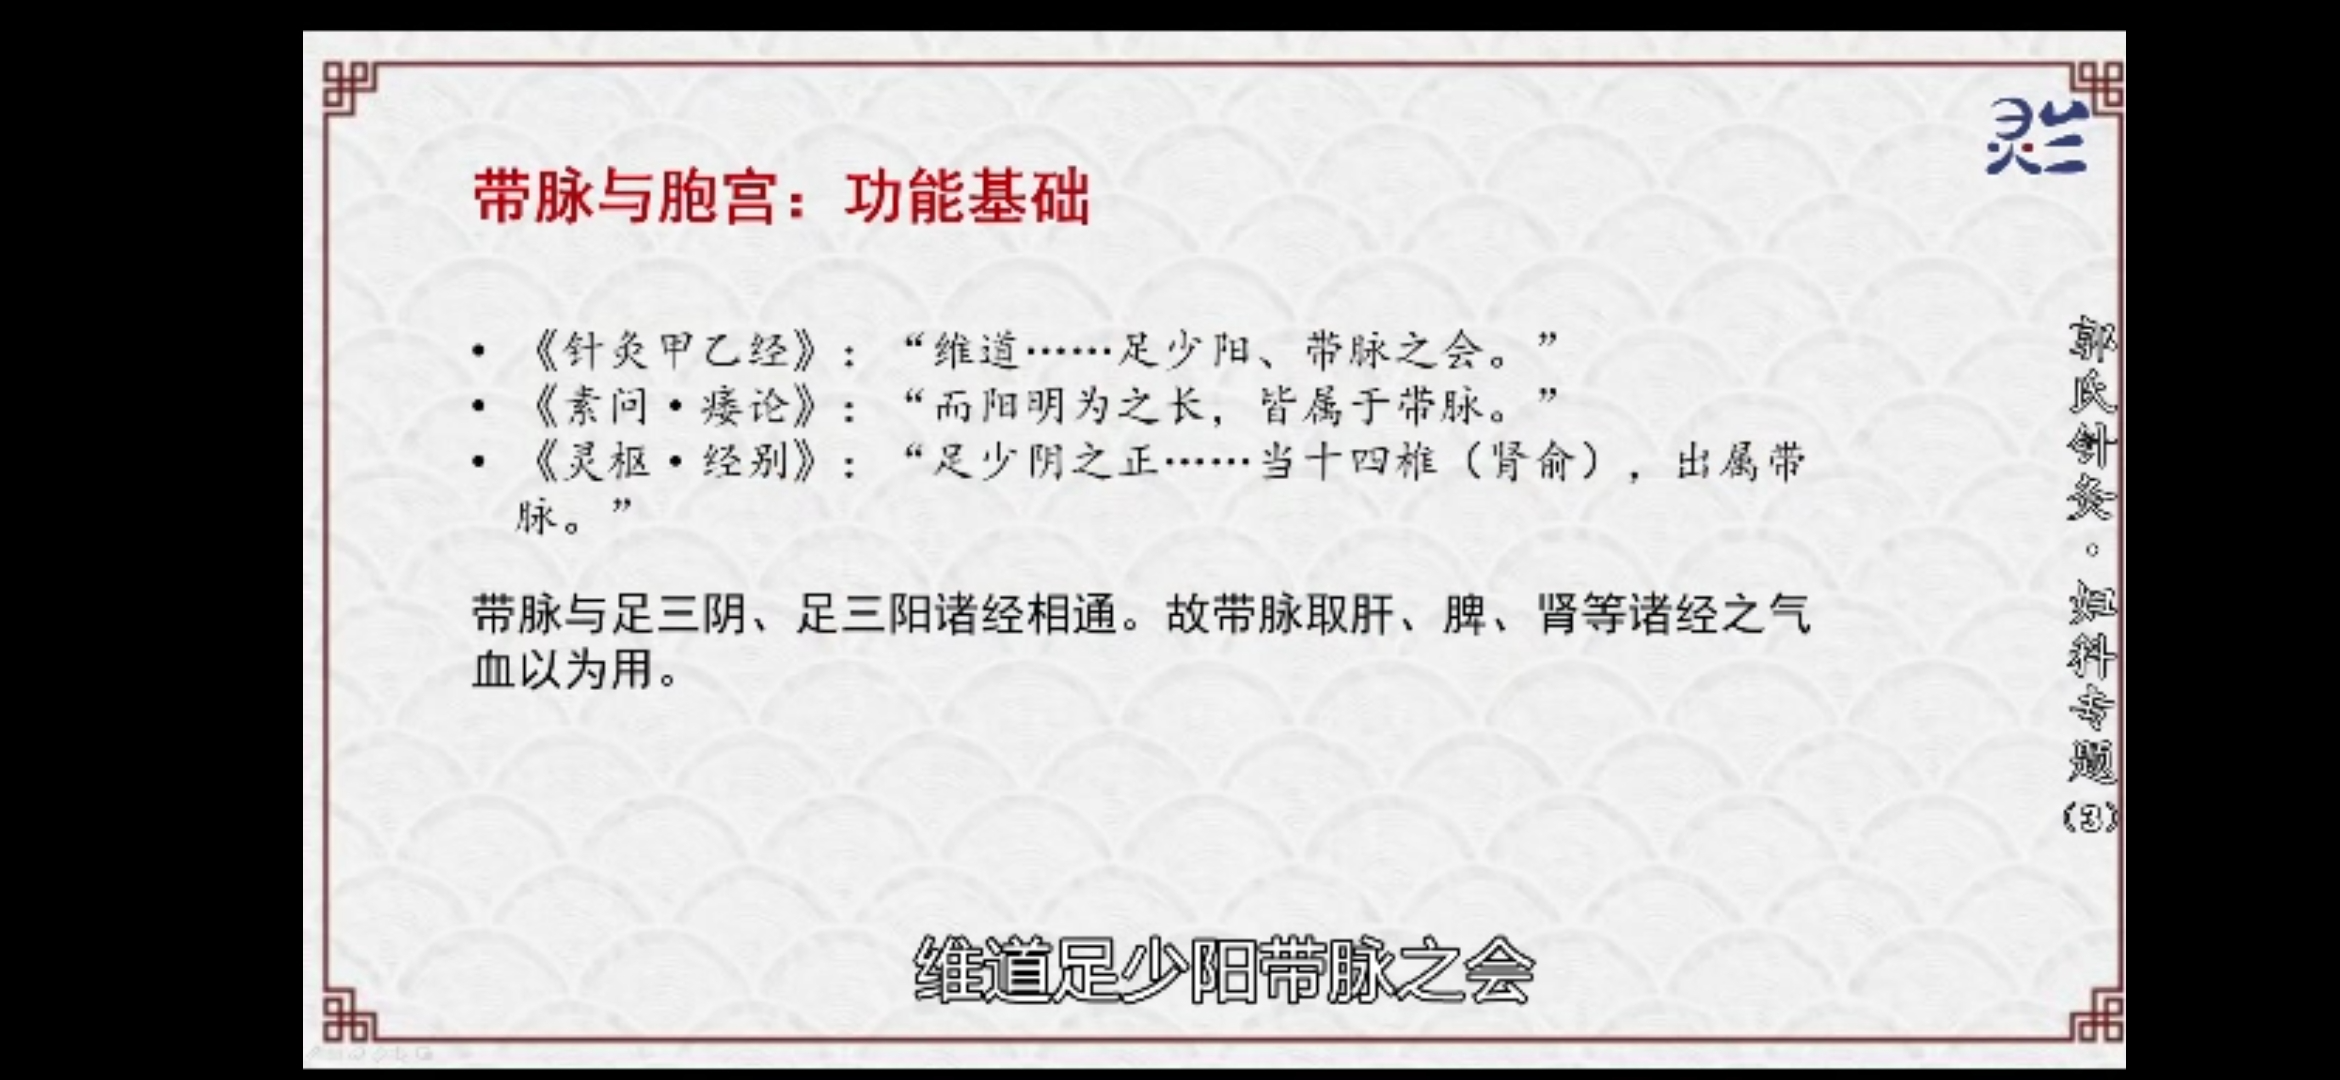 灵兰
带脉与胞宫：功能基础
• 《针灸甲乙经》：“维道……足少阳、带脉之会。”
• 《素问·痿论》：“而阳明为之长，皆属于带脉。”
• 《灵枢·经别》：“足少阴之正……当十四椎（肾俞），出属带
脉。”
带脉与足三阴、足三阳诸经相通。故带脉取肝、脾、肾等诸经之气
血以为用。
郭氏针灸·妇科专题(3)
维道足少阳带脉之会